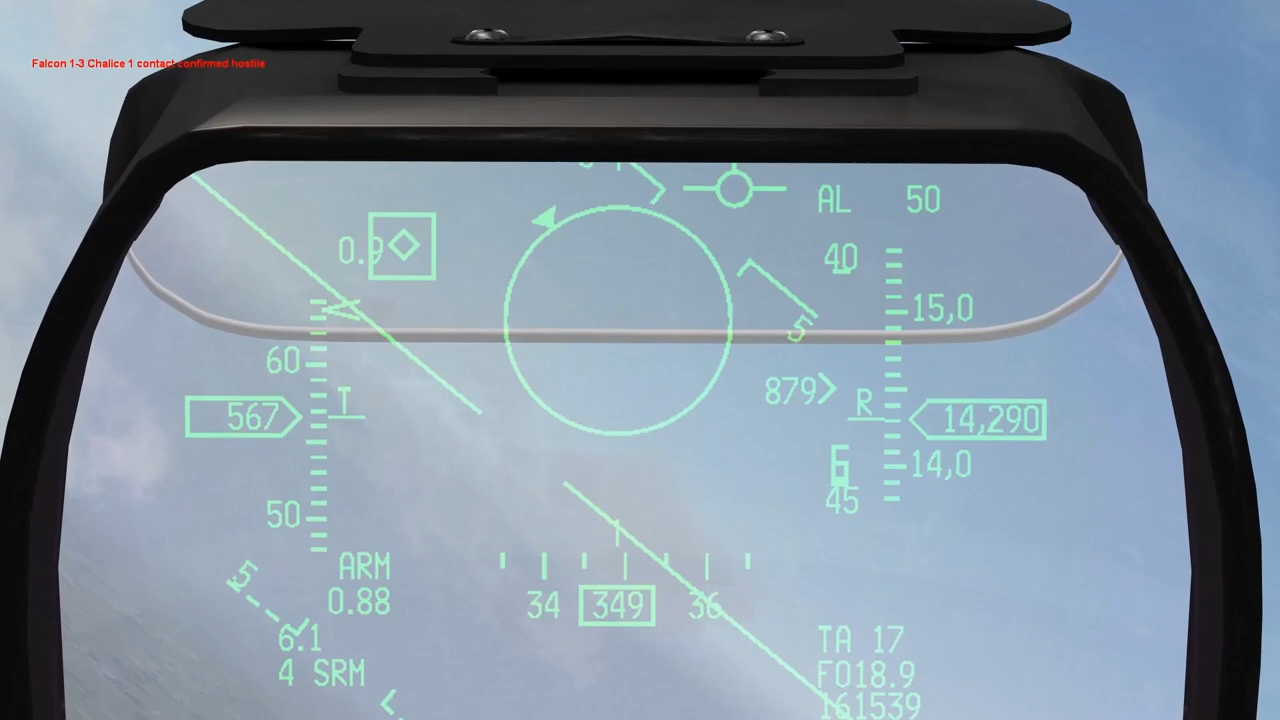 Falcon 1-3 Chalice 1 contact confirmed hostile
AL 50
0.9
40
15,0
5
60
879
T
R
567
14,290
14,0
45
50
5
ARM
0.88
34 349 36
6.1
4 SRM
TA 17
F018.9
161539